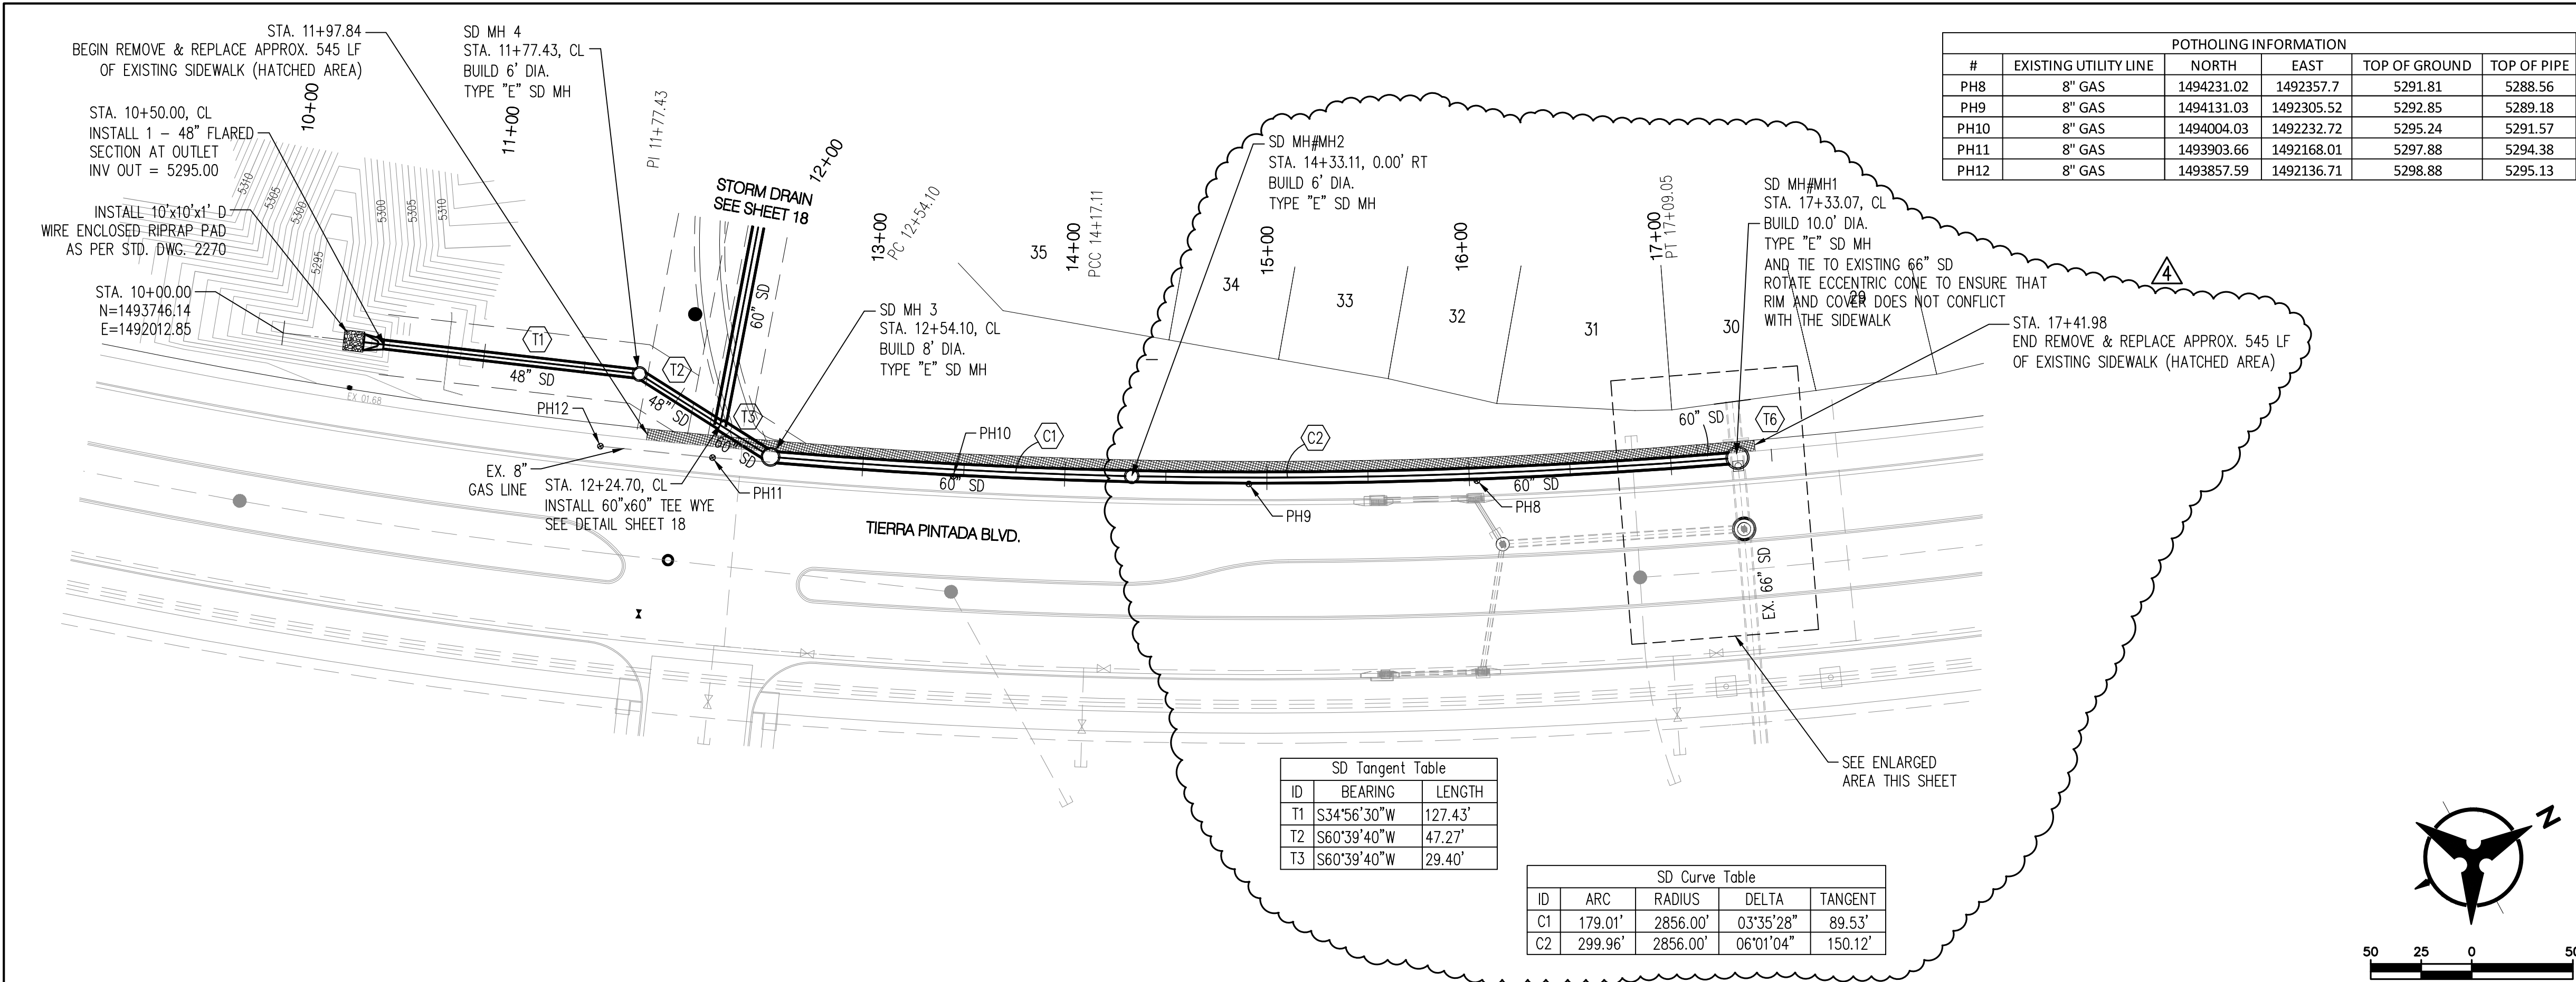 STA. 11+97.84
BEGIN REMOVE & REPLACE APPROX. 545 LF
OF EXISTING SIDEWALK (HATCHED AREA)
SD MH 4
STA. 11+77.43, CL
BUILD 6' DIA.
TYPE "E" SD MH
STA. 10+50.00, CL
INSTALL 1 - 48" FLARED
SECTION AT OUTLET
INV OUT = 5295.00
INSTALL 10'x10'x1' D
WIRE ENCLOSED RIPRAP PAD
AS PER STD. DWG. 2270
STA. 10+00.00
N=1493746.14
E=1492012.85
10+00
11+00
PI 11+77.43
12+00
5310
5305
5300
5295
5300
5305
5310
STORM DRAIN
SEE SHEET 18
60" SD
T1
48" SD
T2
48" SD
T3
60" SD
EX 01.68
PH12
EX. 8"
GAS LINE
STA. 12+24.70, CL
INSTALL 60"x60" TEE WYE
SEE DETAIL SHEET 18
PH11
13+00
PC 12+54.10
35
14+00
PCC 14+17.11
SD MH 3
STA. 12+54.10, CL
BUILD 8' DIA.
TYPE "E" SD MH
PH10
C1
60" SD
TIERRA PINTADA BLVD.
SD MH#MH2
STA. 14+33.11, 0.00' RT
BUILD 6' DIA.
TYPE "E" SD MH
34
15+00
33
16+00
32
31
17+00
PT 17+09.05
30
29
C2
PH9
PH8
60" SD
60" SD
T6
SD MH#MH1
STA. 17+33.07, CL
BUILD 10.0' DIA.
TYPE "E" SD MH
AND TIE TO EXISTING 66" SD
ROTATE ECCENTRIC CONE TO ENSURE THAT
RIM AND COVER DOES NOT CONFLICT
WITH THE SIDEWALK
4
STA. 17+41.98
END REMOVE & REPLACE APPROX. 545 LF
OF EXISTING SIDEWALK (HATCHED AREA)
EX. 66" SD
SEE ENLARGED
AREA THIS SHEET
POTHOLING INFORMATION
# EXISTING UTILITY LINE NORTH EAST TOP OF GROUND TOP OF PIPE
PH8 8" GAS 1494231.02 1492357.7 5291.81 5288.56
PH9 8" GAS 1494131.03 1492305.52 5292.85 5289.18
PH10 8" GAS 1494004.03 1492232.72 5295.24 5291.57
PH11 8" GAS 1493903.66 1492168.01 5297.88 5294.38
PH12 8" GAS 1493857.59 1492136.71 5298.88 5295.13
SD Tangent Table
ID BEARING LENGTH
T1 S34°56'30"W 127.43'
T2 S60°39'40"W 47.27'
T3 S60°39'40"W 29.40'
SD Curve Table
ID ARC RADIUS DELTA TANGENT
C1 179.01' 2856.00' 03°35'28" 89.53'
C2 299.96' 2856.00' 06°01'04" 150.12'
N
50 25 0 50